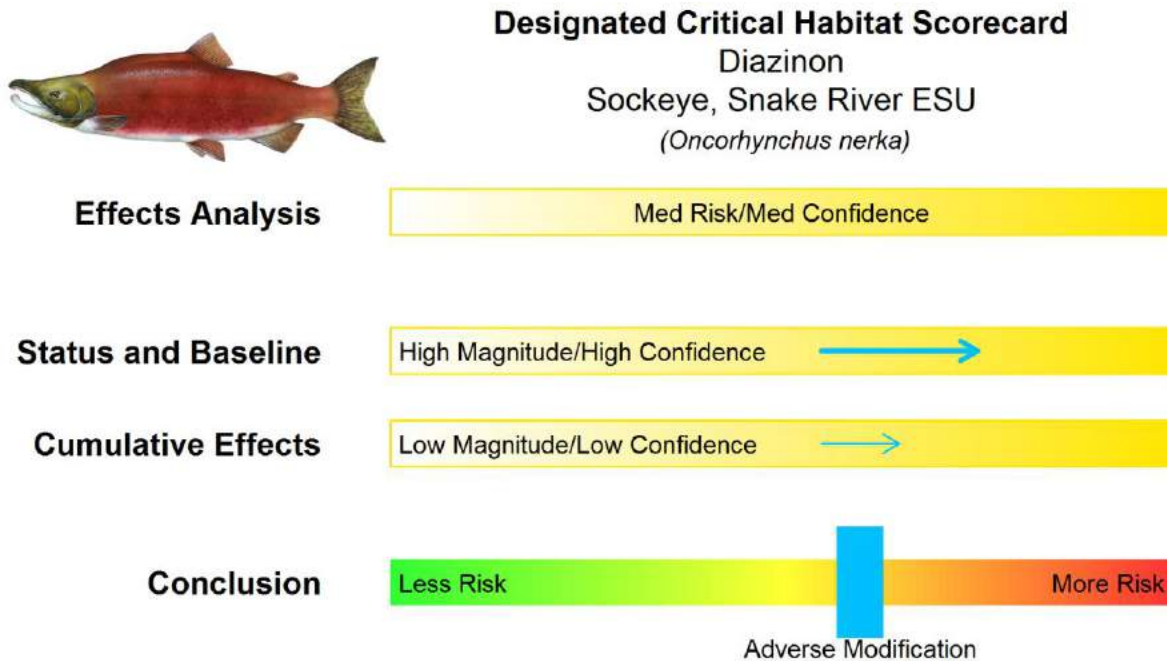 Designated Critical Habitat Scorecard
Diazinon
Sockeye, Snake River ESU
(Oncorhynchus nerka)
Effects Analysis
Med Risk/Med Confidence
Status and Baseline
High Magnitude/High Confidence
Cumulative Effects
Low Magnitude/Low Confidence
Conclusion
Less Risk
More Risk
Adverse Modification